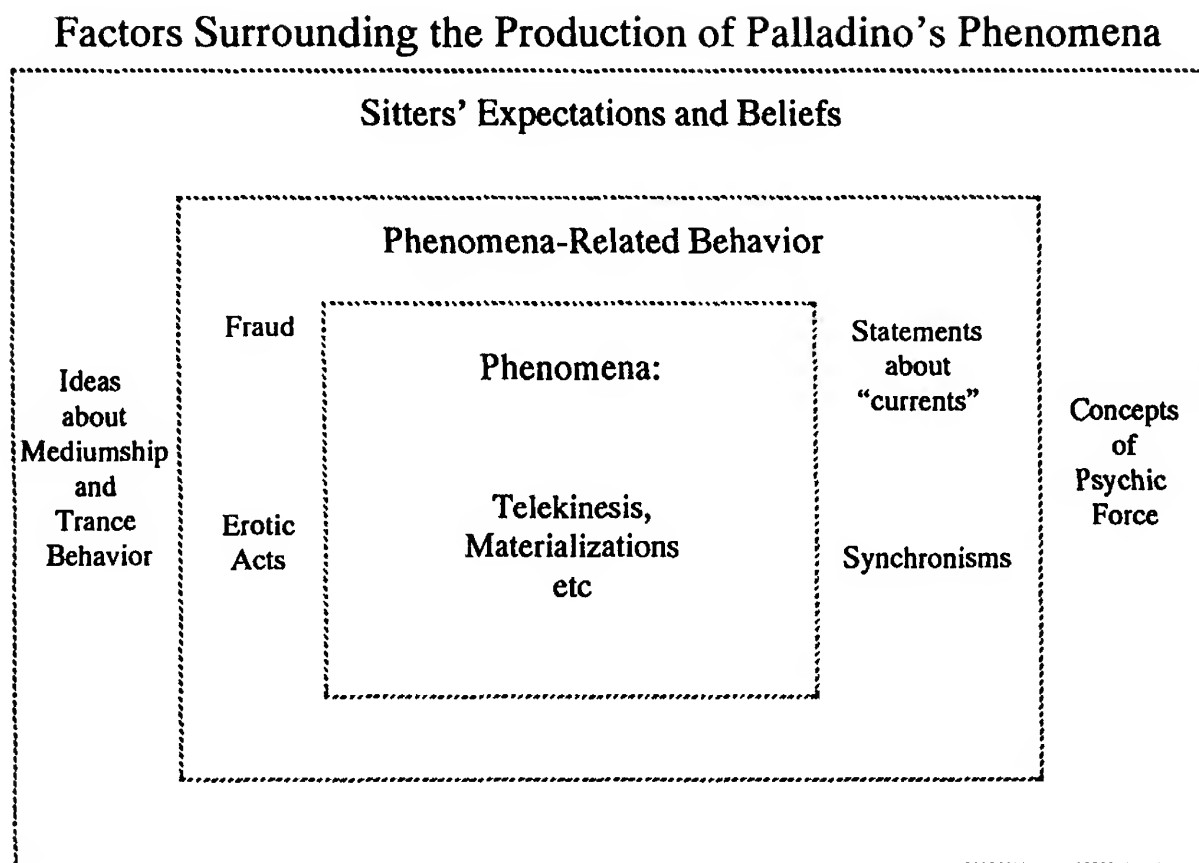 Factors Surrounding the Production of Palladino's Phenomena
Sitters' Expectations and Beliefs
Phenomena-Related Behavior
Fraud
Phenomena:
Statements
about
"currents"
Ideas
about
Mediumship
and
Trance
Behavior
Concepts
of
Psychic
Force
Erotic
Acts
Telekinesis,
Materializations
etc
Synchronisms